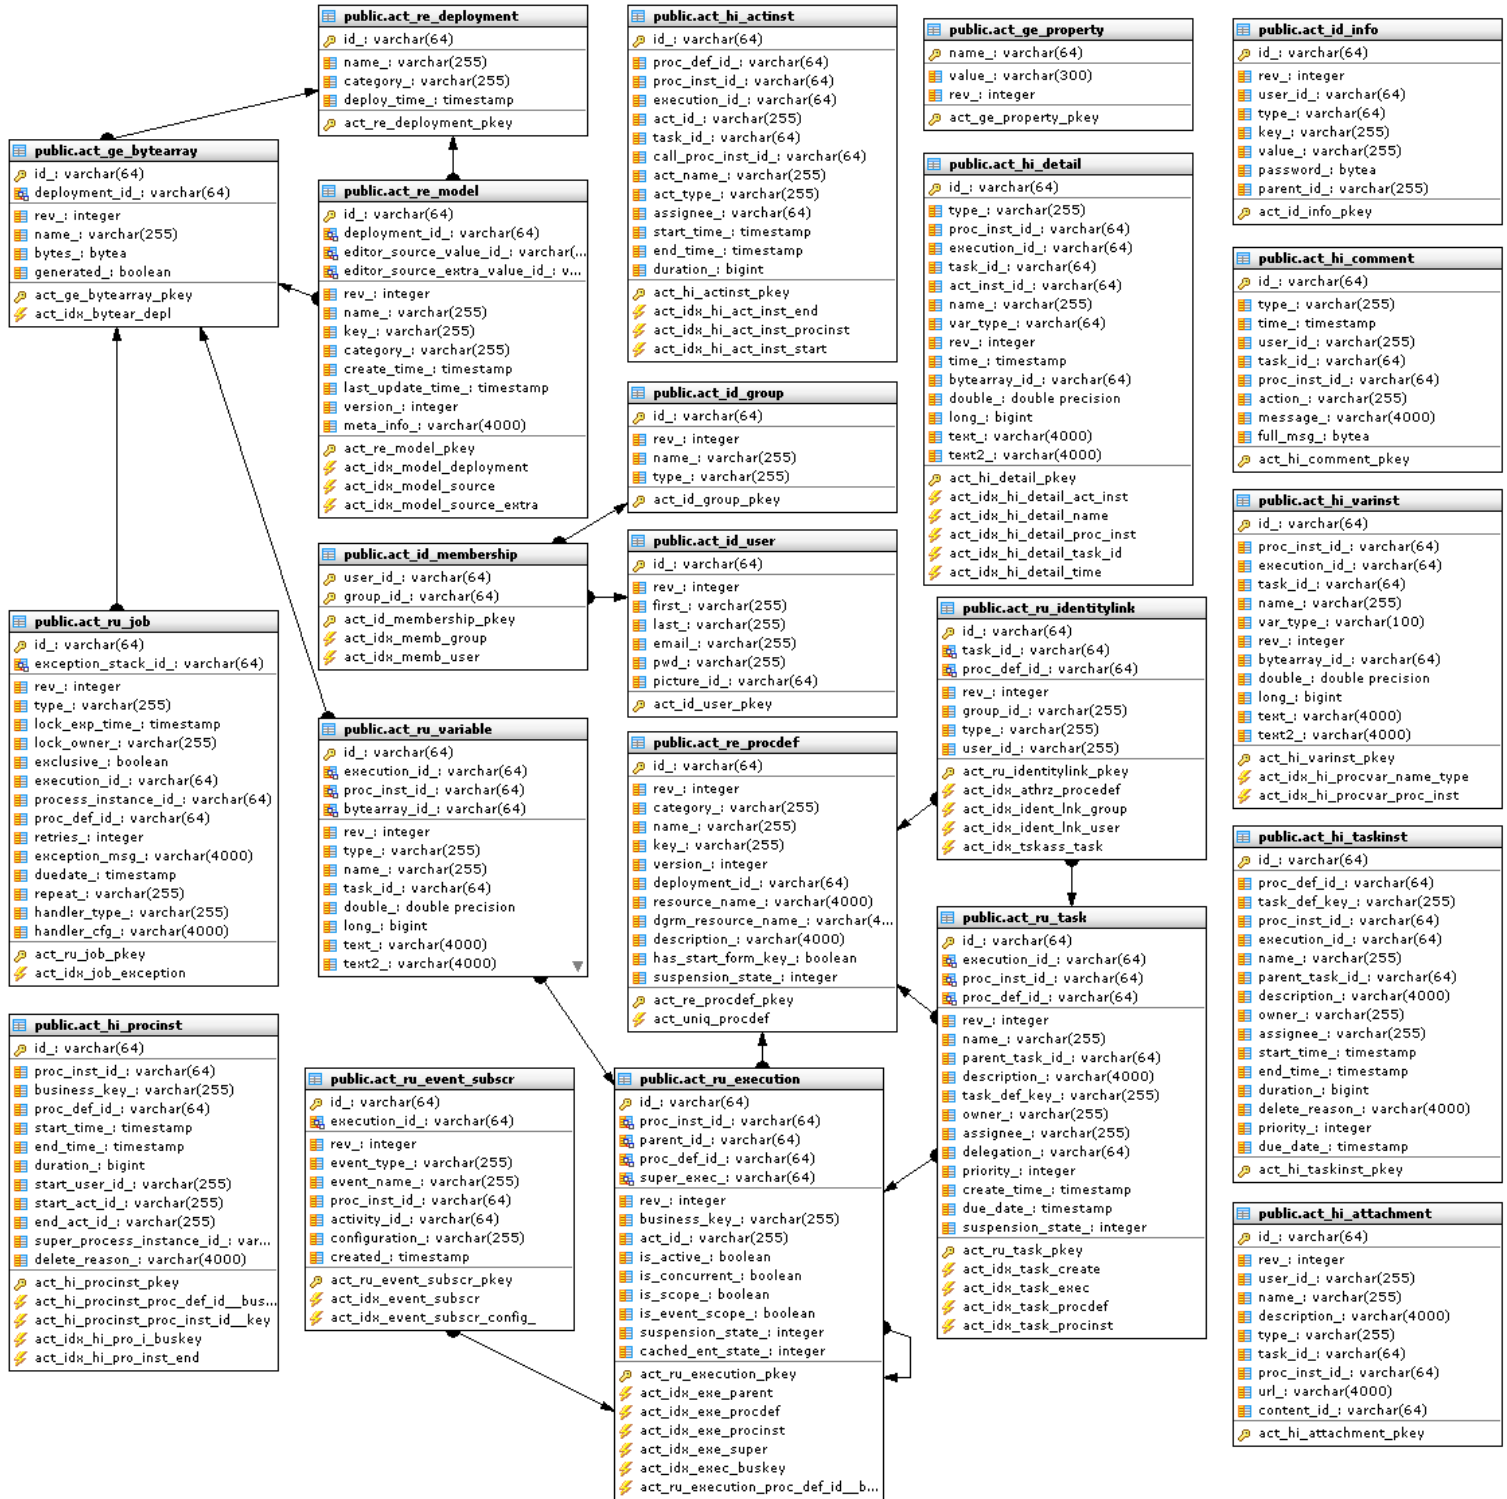 public.act_re_deployment
id_: varchar(64)
name_: varchar(255)
category_: varchar(255)
deploy_time_: timestamp
act_re_deployment_pkey
public.act_ge_bytearray
id_: varchar(64)
deployment_id_: varchar(64)
rev_: integer
name_: varchar(255)
bytes_: bytea
generated_: boolean
act_ge_bytearray_pkey
act_idx_bytear_depl
public.act_re_model
id_: varchar(64)
deployment_id_: varchar(64)
editor_source_value_id_: varchar(...
editor_source_extra_value_id_: v...
rev_: integer
name_: varchar(255)
key_: varchar(255)
category_: varchar(255)
create_time_: timestamp
last_update_time_: timestamp
version_: integer
meta_info_: varchar(4000)
act_re_model_pkey
act_idx_model_deployment
act_idx_model_source
act_idx_model_source_extra
public.act_id_membership
user_id_: varchar(64)
group_id_: varchar(64)
act_id_membership_pkey
act_idx_memb_group
act_idx_memb_user
public.act_ru_job
id_: varchar(64)
exception_stack_id_: varchar(64)
rev_: integer
type_: varchar(255)
lock_exp_time_: timestamp
lock_owner_: varchar(255)
exclusive_: boolean
execution_id_: varchar(64)
process_instance_id_: varchar(64)
proc_def_id_: varchar(64)
retries_: integer
exception_msg_: varchar(4000)
duedate_: timestamp
repeat_: varchar(255)
handler_type_: varchar(255)
handler_cfg_: varchar(4000)
act_ru_job_pkey
act_idx_job_exception
public.act_ru_variable
id_: varchar(64)
execution_id_: varchar(64)
proc_inst_id_: varchar(64)
bytearray_id_: varchar(64)
rev_: integer
type_: varchar(255)
name_: varchar(255)
task_id_: varchar(64)
double_: double precision
long_: bigint
text_: varchar(4000)
text2_: varchar(4000)
public.act_hi_procinst
id_: varchar(64)
proc_inst_id_: varchar(64)
business_key_: varchar(255)
proc_def_id_: varchar(64)
start_time_: timestamp
end_time_: timestamp
duration_: bigint
start_user_id_: varchar(255)
start_act_id_: varchar(255)
end_act_id_: varchar(255)
super_process_instance_id_: var...
delete_reason_: varchar(4000)
act_hi_procinst_pkey
act_hi_procinst_proc_def_id__bus...
act_hi_procinst_proc_inst_id__key
act_idx_hi_pro_i_buskey
act_idx_hi_pro_inst_end
public.act_ru_event_subscr
id_: varchar(64)
execution_id_: varchar(64)
rev_: integer
event_type_: varchar(255)
event_name_: varchar(255)
proc_inst_id_: varchar(64)
activity_id_: varchar(64)
configuration_: varchar(255)
created_: timestamp
act_ru_event_subscr_pkey
act_idx_event_subscr
act_idx_event_subscr_config_
public.act_hi_actinst
id_: varchar(64)
proc_def_id_: varchar(64)
proc_inst_id_: varchar(64)
execution_id_: varchar(64)
act_id_: varchar(255)
task_id_: varchar(64)
call_proc_inst_id_: varchar(64)
act_name_: varchar(255)
act_type_: varchar(255)
assignee_: varchar(64)
start_time_: timestamp
end_time_: timestamp
duration_: bigint
act_hi_actinst_pkey
act_idx_hi_act_inst_end
act_idx_hi_act_inst_procinst
act_idx_hi_act_inst_start
public.act_id_group
id_: varchar(64)
rev_: integer
name_: varchar(255)
type_: varchar(255)
act_id_group_pkey
public.act_id_user
id_: varchar(64)
rev_: integer
first_: varchar(255)
last_: varchar(255)
email_: varchar(255)
pwd_: varchar(255)
picture_id_: varchar(64)
act_id_user_pkey
public.act_re_procdef
id_: varchar(64)
rev_: integer
category_: varchar(255)
name_: varchar(255)
key_: varchar(255)
version_: integer
deployment_id_: varchar(64)
resource_name_: varchar(4000)
dgrm_resource_name_: varchar(4...
description_: varchar(4000)
has_start_form_key_: boolean
suspension_state_: integer
act_re_procdef_pkey
act_uniq_procdef
public.act_ru_execution
id_: varchar(64)
proc_inst_id_: varchar(64)
parent_id_: varchar(64)
proc_def_id_: varchar(64)
super_exec_: varchar(64)
rev_: integer
business_key_: varchar(255)
act_id_: varchar(255)
is_active_: boolean
is_concurrent_: boolean
is_scope_: boolean
is_event_scope_: boolean
suspension_state_: integer
cached_ent_state_: integer
act_ru_execution_pkey
act_idx_exe_parent
act_idx_exe_procdef
act_idx_exe_procinst
act_idx_exe_super
act_idx_exec_buskey
act_ru_execution_proc_def_id__b...
public.act_ge_property
name_: varchar(64)
value_: varchar(300)
rev_: integer
act_ge_property_pkey
public.act_hi_detail
id_: varchar(64)
type_: varchar(255)
proc_inst_id_: varchar(64)
execution_id_: varchar(64)
task_id_: varchar(64)
act_inst_id_: varchar(64)
name_: varchar(255)
var_type_: varchar(64)
rev_: integer
time_: timestamp
bytearray_id_: varchar(64)
double_: double precision
long_: bigint
text_: varchar(4000)
text2_: varchar(4000)
act_hi_detail_pkey
act_idx_hi_detail_act_inst
act_idx_hi_detail_name
act_idx_hi_detail_proc_inst
act_idx_hi_detail_task_id
act_idx_hi_detail_time
public.act_ru_identitylink
id_: varchar(64)
task_id_: varchar(64)
proc_def_id_: varchar(64)
rev_: integer
group_id_: varchar(255)
type_: varchar(255)
user_id_: varchar(255)
act_ru_identitylink_pkey
act_idx_athrz_procedef
act_idx_ident_lnk_group
act_idx_ident_lnk_user
act_idx_tskass_task
public.act_ru_task
id_: varchar(64)
execution_id_: varchar(64)
proc_inst_id_: varchar(64)
proc_def_id_: varchar(64)
rev_: integer
name_: varchar(255)
parent_task_id_: varchar(64)
description_: varchar(4000)
task_def_key_: varchar(255)
owner_: varchar(255)
assignee_: varchar(255)
delegation_: varchar(64)
priority_: integer
create_time_: timestamp
due_date_: timestamp
suspension_state_: integer
act_ru_task_pkey
act_idx_task_create
act_idx_task_exec
act_idx_task_procdef
act_idx_task_procinst
public.act_id_info
id_: varchar(64)
rev_: integer
user_id_: varchar(64)
type_: varchar(64)
key_: varchar(255)
value_: varchar(255)
password_: bytea
parent_id_: varchar(255)
act_id_info_pkey
public.act_hi_comment
id_: varchar(64)
type_: varchar(255)
time_: timestamp
user_id_: varchar(255)
task_id_: varchar(64)
proc_inst_id_: varchar(64)
action_: varchar(255)
message_: varchar(4000)
full_msg_: bytea
act_hi_comment_pkey
public.act_hi_varinst
id_: varchar(64)
proc_inst_id_: varchar(64)
execution_id_: varchar(64)
task_id_: varchar(64)
name_: varchar(255)
var_type_: varchar(100)
rev_: integer
bytearray_id_: varchar(64)
double_: double precision
long_: bigint
text_: varchar(4000)
text2_: varchar(4000)
act_hi_varinst_pkey
act_idx_hi_procvar_name_type
act_idx_hi_procvar_proc_inst
public.act_hi_taskinst
id_: varchar(64)
proc_def_id_: varchar(64)
task_def_key_: varchar(255)
proc_inst_id_: varchar(64)
execution_id_: varchar(64)
name_: varchar(255)
parent_task_id_: varchar(64)
description_: varchar(4000)
owner_: varchar(255)
assignee_: varchar(255)
start_time_: timestamp
end_time_: timestamp
duration_: bigint
delete_reason_: varchar(4000)
priority_: integer
due_date_: timestamp
act_hi_taskinst_pkey
public.act_hi_attachment
id_: varchar(64)
rev_: integer
user_id_: varchar(255)
name_: varchar(255)
description_: varchar(4000)
type_: varchar(255)
task_id_: varchar(64)
proc_inst_id_: varchar(64)
url_: varchar(4000)
content_id_: varchar(64)
act_hi_attachment_pkey